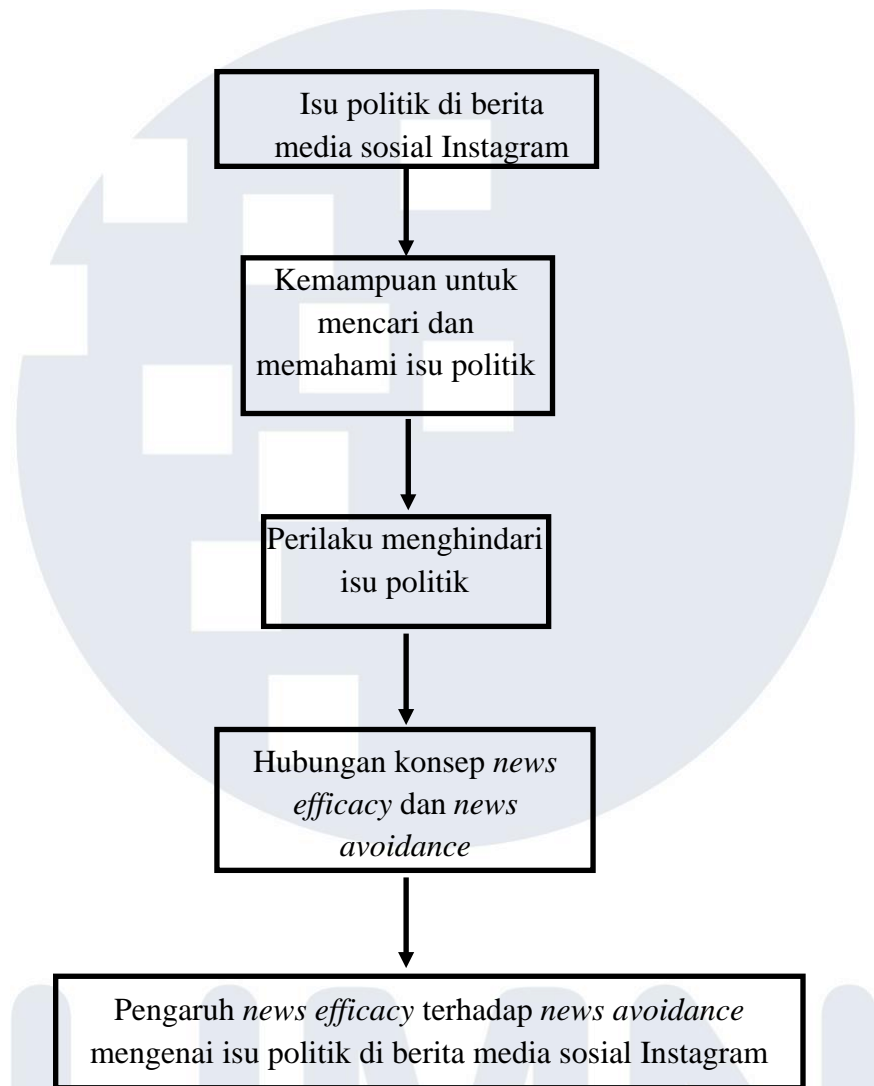 Isu politik di berita
media sosial Instagram
Kemampuan untuk
mencari dan
memahami isu politik
Perilaku menghindari
isu politik
Hubungan konsep news
efficacy dan news
avoidance
Pengaruh news efficacy terhadap news avoidance
mengenai isu politik di berita media sosial Instagram